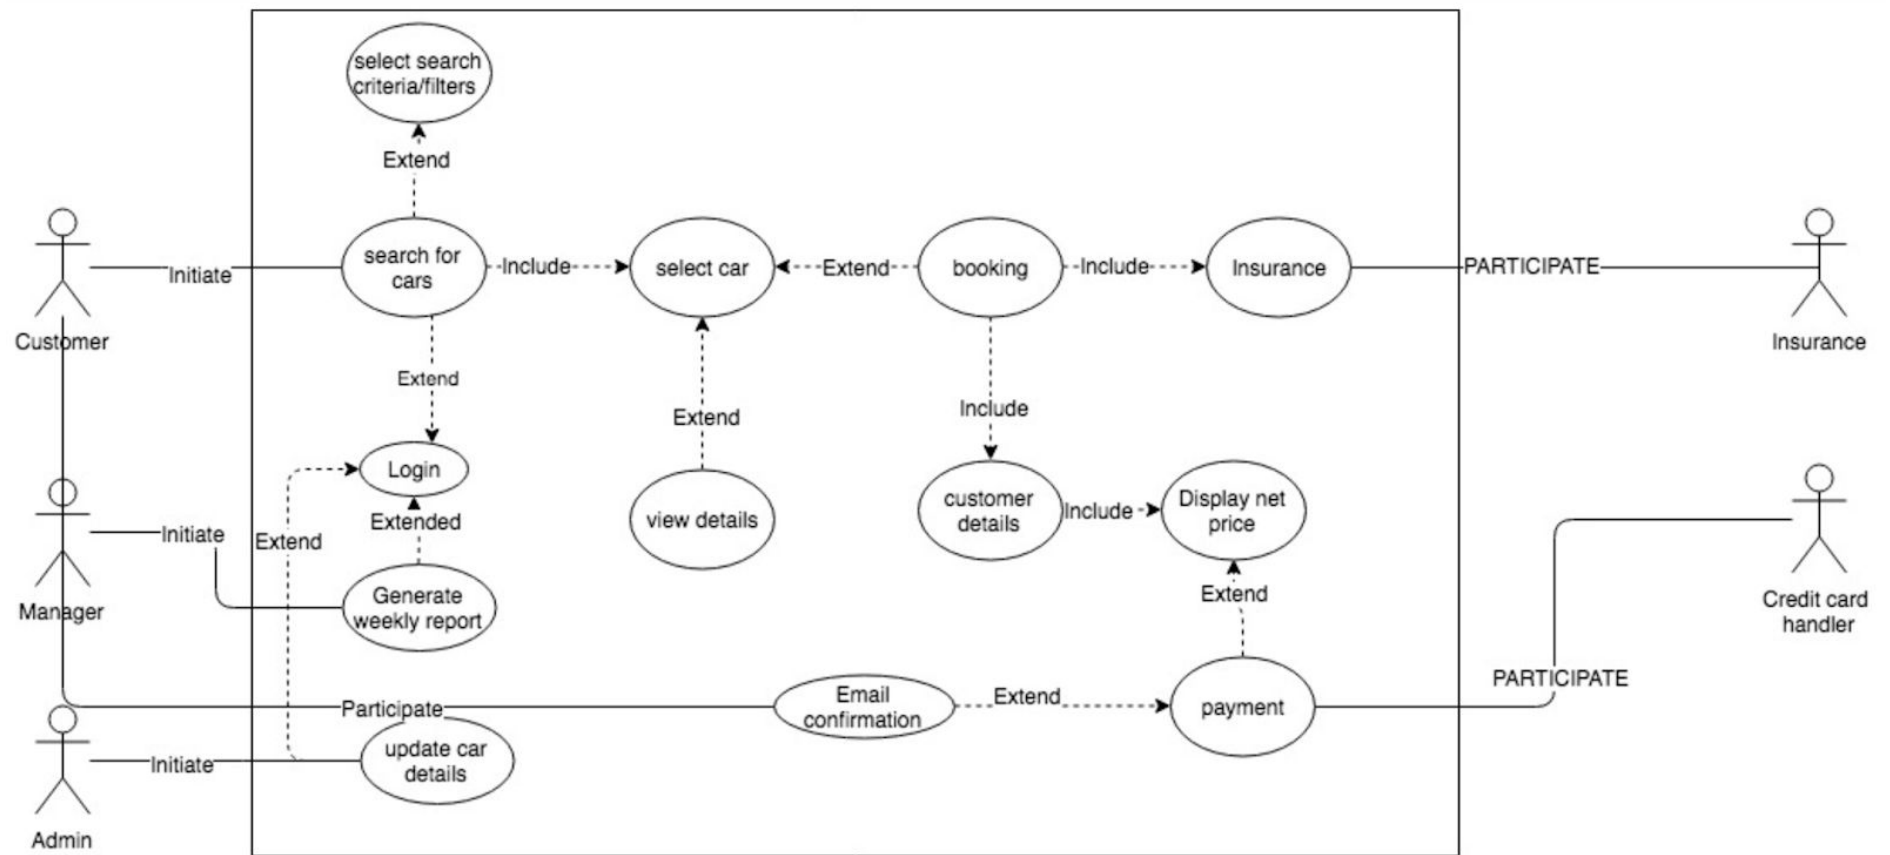 select search
criteria/filters
Extend
Initiate
search for
cars
Include
select car
Extend
booking
Include
Insurance
PARTICIPATE
Customer
Insurance
Extend
Extend
Include
Login
Extended
view details
customer
details
Include
Display net
price
Initiate
Extend
Extend
Generate
weekly report
Manager
Credit card
handler
PARTICIPATE
Participate
Email
confirmation
Extend
payment
Initiate
update car
details
Admin